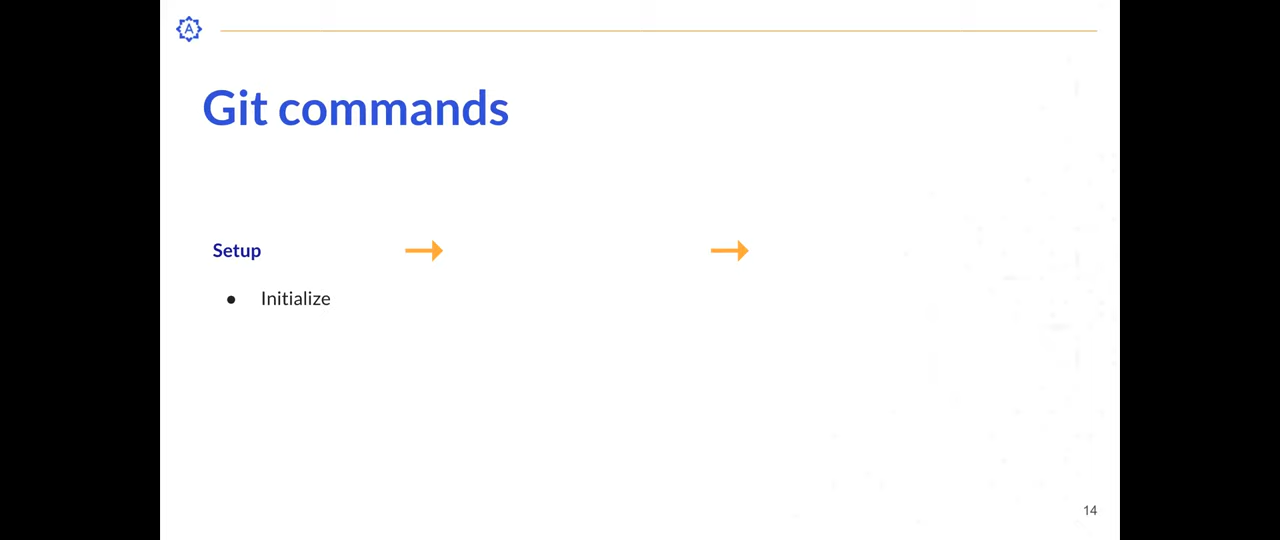 A
Git commands
Setup
● Initialize
14